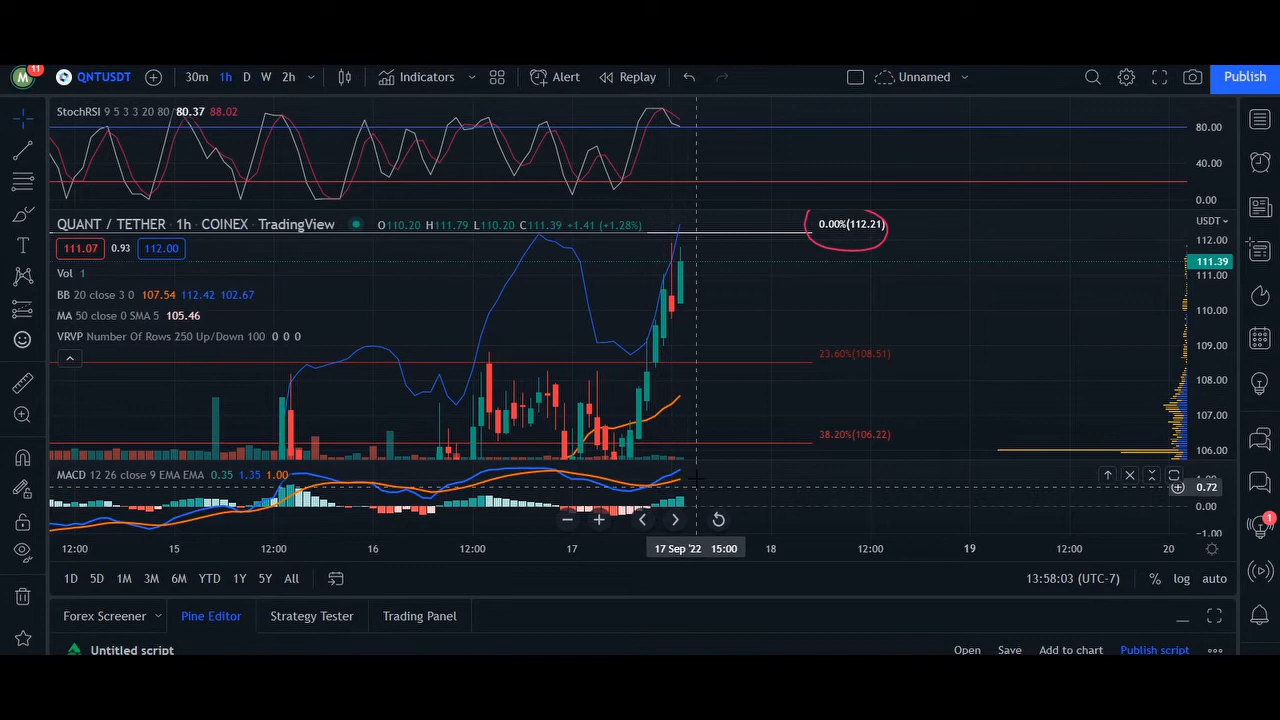 M 11 QNTUSDT 30m 1h D W 2h Indicators Alert Replay Unnamed Publish
StochRSI 9 5 3 3 20 80 80.37 88.02
80.00
40.00
0.00
QUANT / TETHER · 1h · COINEX · TradingView O110.20 H111.79 L110.20 C111.39 +1.41 (+1.28%)
0.00%(112.21)
USDT
111.07 0.93 112.00
112.00
111.39
111.00
Vol 1
BB 20 close 3 0 107.54 112.42 102.67
MA 50 close 0 SMA 5 105.46
110.00
VRVP Number Of Rows 250 Up/Down 100 0 0 0
109.00
23.60%(108.51)
108.00
107.00
38.20%(106.22)
106.00
MACD 12 26 close 9 EMA EMA 0.35 1.35 1.00
0.72
0.00
-1.00
12:00 15 12:00 16 12:00 17 17 Sep '22 15:00 18 12:00 19 12:00 20
1D 5D 1M 3M 6M YTD 1Y 5Y All 13:58:03 (UTC-7) % log auto
Forex Screener Pine Editor Strategy Tester Trading Panel
1
Untitled script Open Save Add to chart Publish script